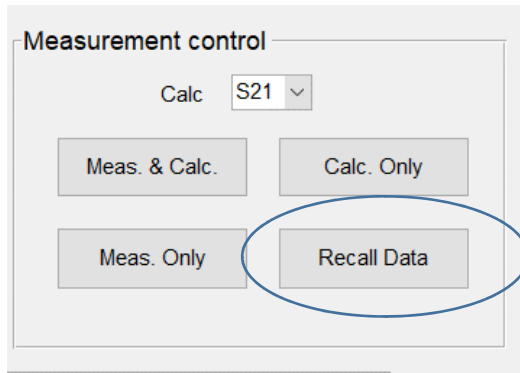 Measurement control
Calc S21
Meas. & Calc. Calc. Only
Meas. Only Recall Data